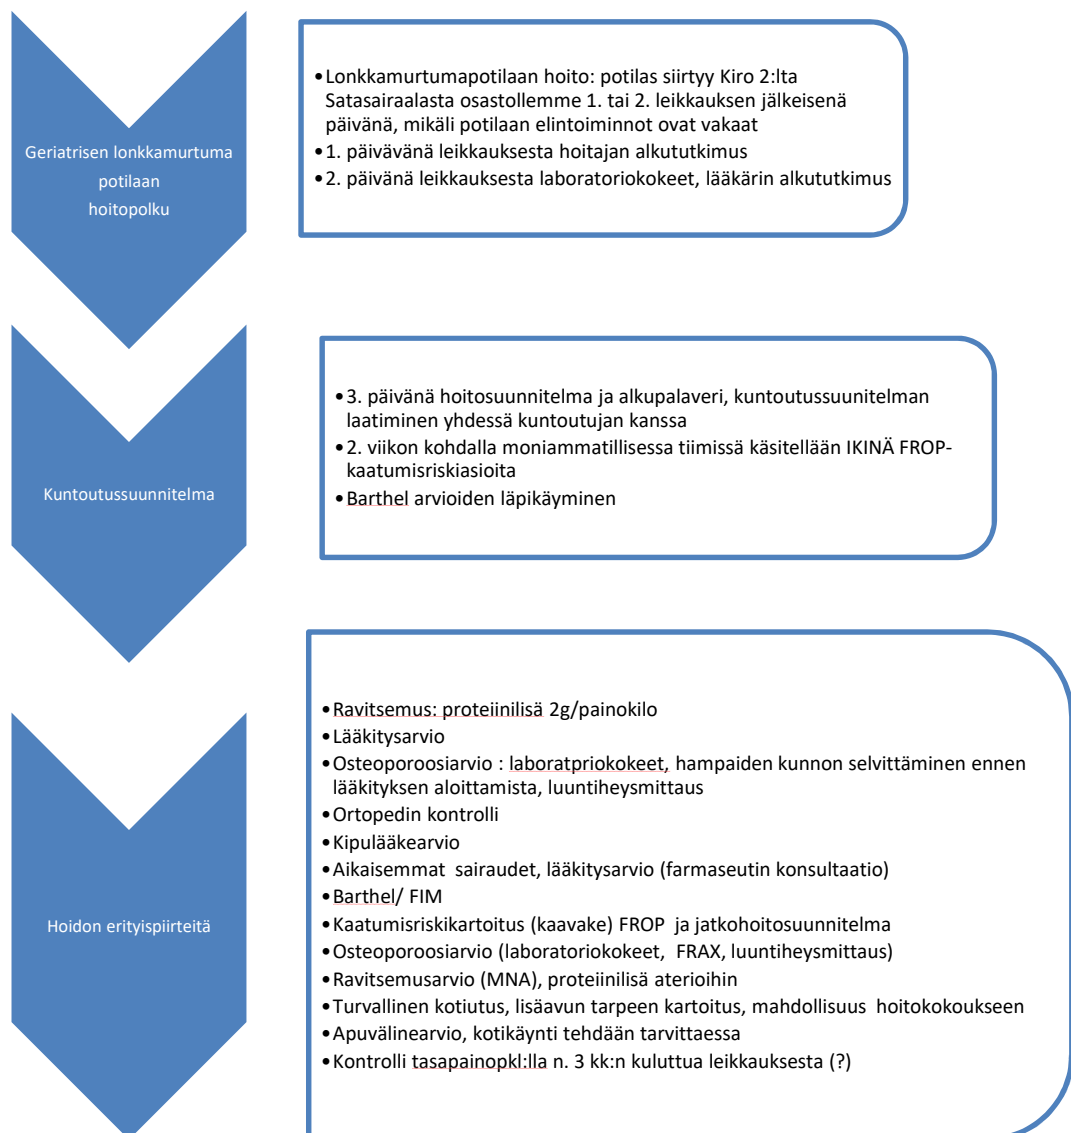 Geriatrisen lonkkamurtuma
potilaan
hoitopolku
•Lonkkamurtumapotilaan hoito: potilas siirtyy Kiro 2:lta
Satasairaalasta osastollemme 1. tai 2. leikkauksen jälkeisenä
päivänä, mikäli potilaan elintoiminnot ovat vakaat
•1. päivävänä leikkauksesta hoitajan alkututkimus
•2. päivänä leikkauksesta laboratoriokokeet, lääkärin alkututkimus
Kuntoutussuunnitelma
•3. päivänä hoitosuunnitelma ja alkupalaveri, kuntoutussuunitelman
laatiminen yhdessä kuntoutujan kanssa
•2. viikon kohdalla moniammatillisessa tiimissä käsitellään IKINÄ FROP-
kaatumisriskiasioita
•Barthel arvioiden läpikäyminen
Hoidon erityispiirteitä
•Ravitsemus: proteiinilisä 2g/painokilo
•Lääkitysarvio
•Osteoporoosiarvio : laboratpriokokeet, hampaiden kunnon selvittäminen ennen
lääkityksen aloittamista, luuntiheysmittaus
•Ortopedin kontrolli
•Kipulääkearvio
•Aikaisemmat sairaudet, lääkitysarvio (farmaseutin konsultaatio)
•Barthel/ FIM
•Kaatumisriskikartoitus (kaavake) FROP ja jatkohoitosuunnitelma
•Osteoporoosiarvio (laboratoriokokeet, FRAX, luuntiheysmittaus)
•Ravitsemusarvio (MNA), proteiinilisä aterioihin
•Turvallinen kotiutus, lisäavun tarpeen kartoitus, mahdollisuus hoitokokoukseen
•Apuvälinearvio, kotikäynti tehdään tarvittaessa
•Kontrolli tasapainopkl:lla n. 3 kk:n kuluttua leikkauksesta (?)